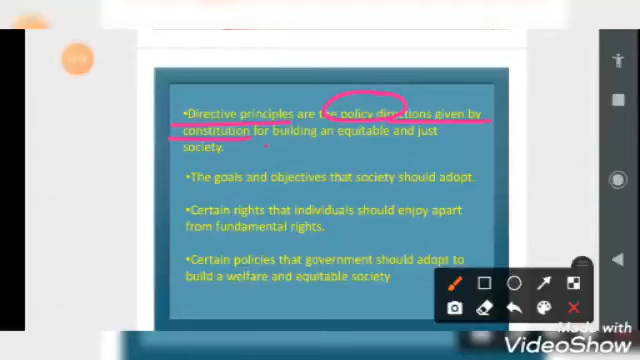 •Directive principles are the policy directions given by
constitution for building an equitable and just
society.
•The goals and objectives that society should adopt.
•Certain rights that individuals should enjoy apart
from fundamental rights.
•Certain policies that government should adopt to
build a welfare and equitable society
Made with
VideoShow